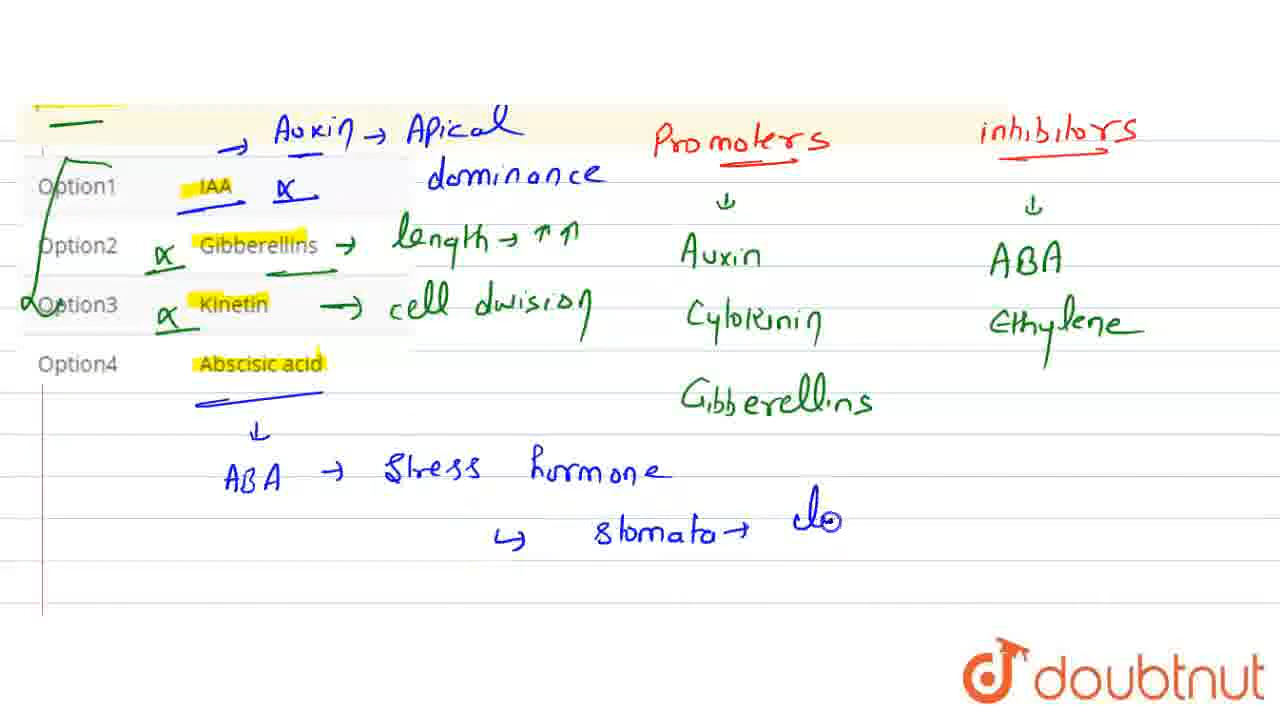 → Auxin → Apical dominance
Promoters
inhibitors
Option1 IAA α
Option2 α Gibberellins → length → ↑ ↑
Option3 α Kinetin → cell division
Option4 Abscisic acid
↓
ABA → Stress hormone
↳ stomata →
↓
Auxin
Cytokinin
Gibberellins
↓
ABA
Ethylene
doubtnut